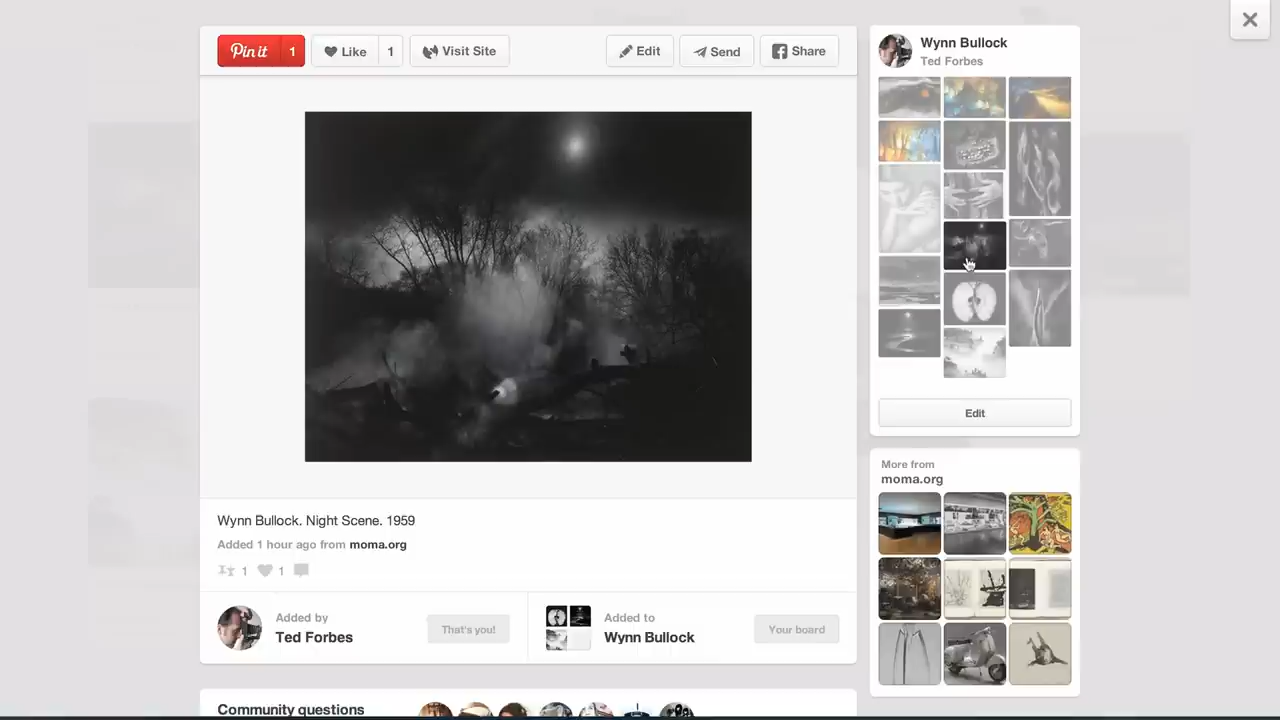 Pin it 1
Like 1
Visit Site
Edit
Send
Share
Wynn Bullock. Night Scene. 1959
Added 1 hour ago from moma.org
1 1
Added by
Ted Forbes
That's you!
Added to
Wynn Bullock
Your board
Community questions
Wynn Bullock
Ted Forbes
Edit
More from
moma.org